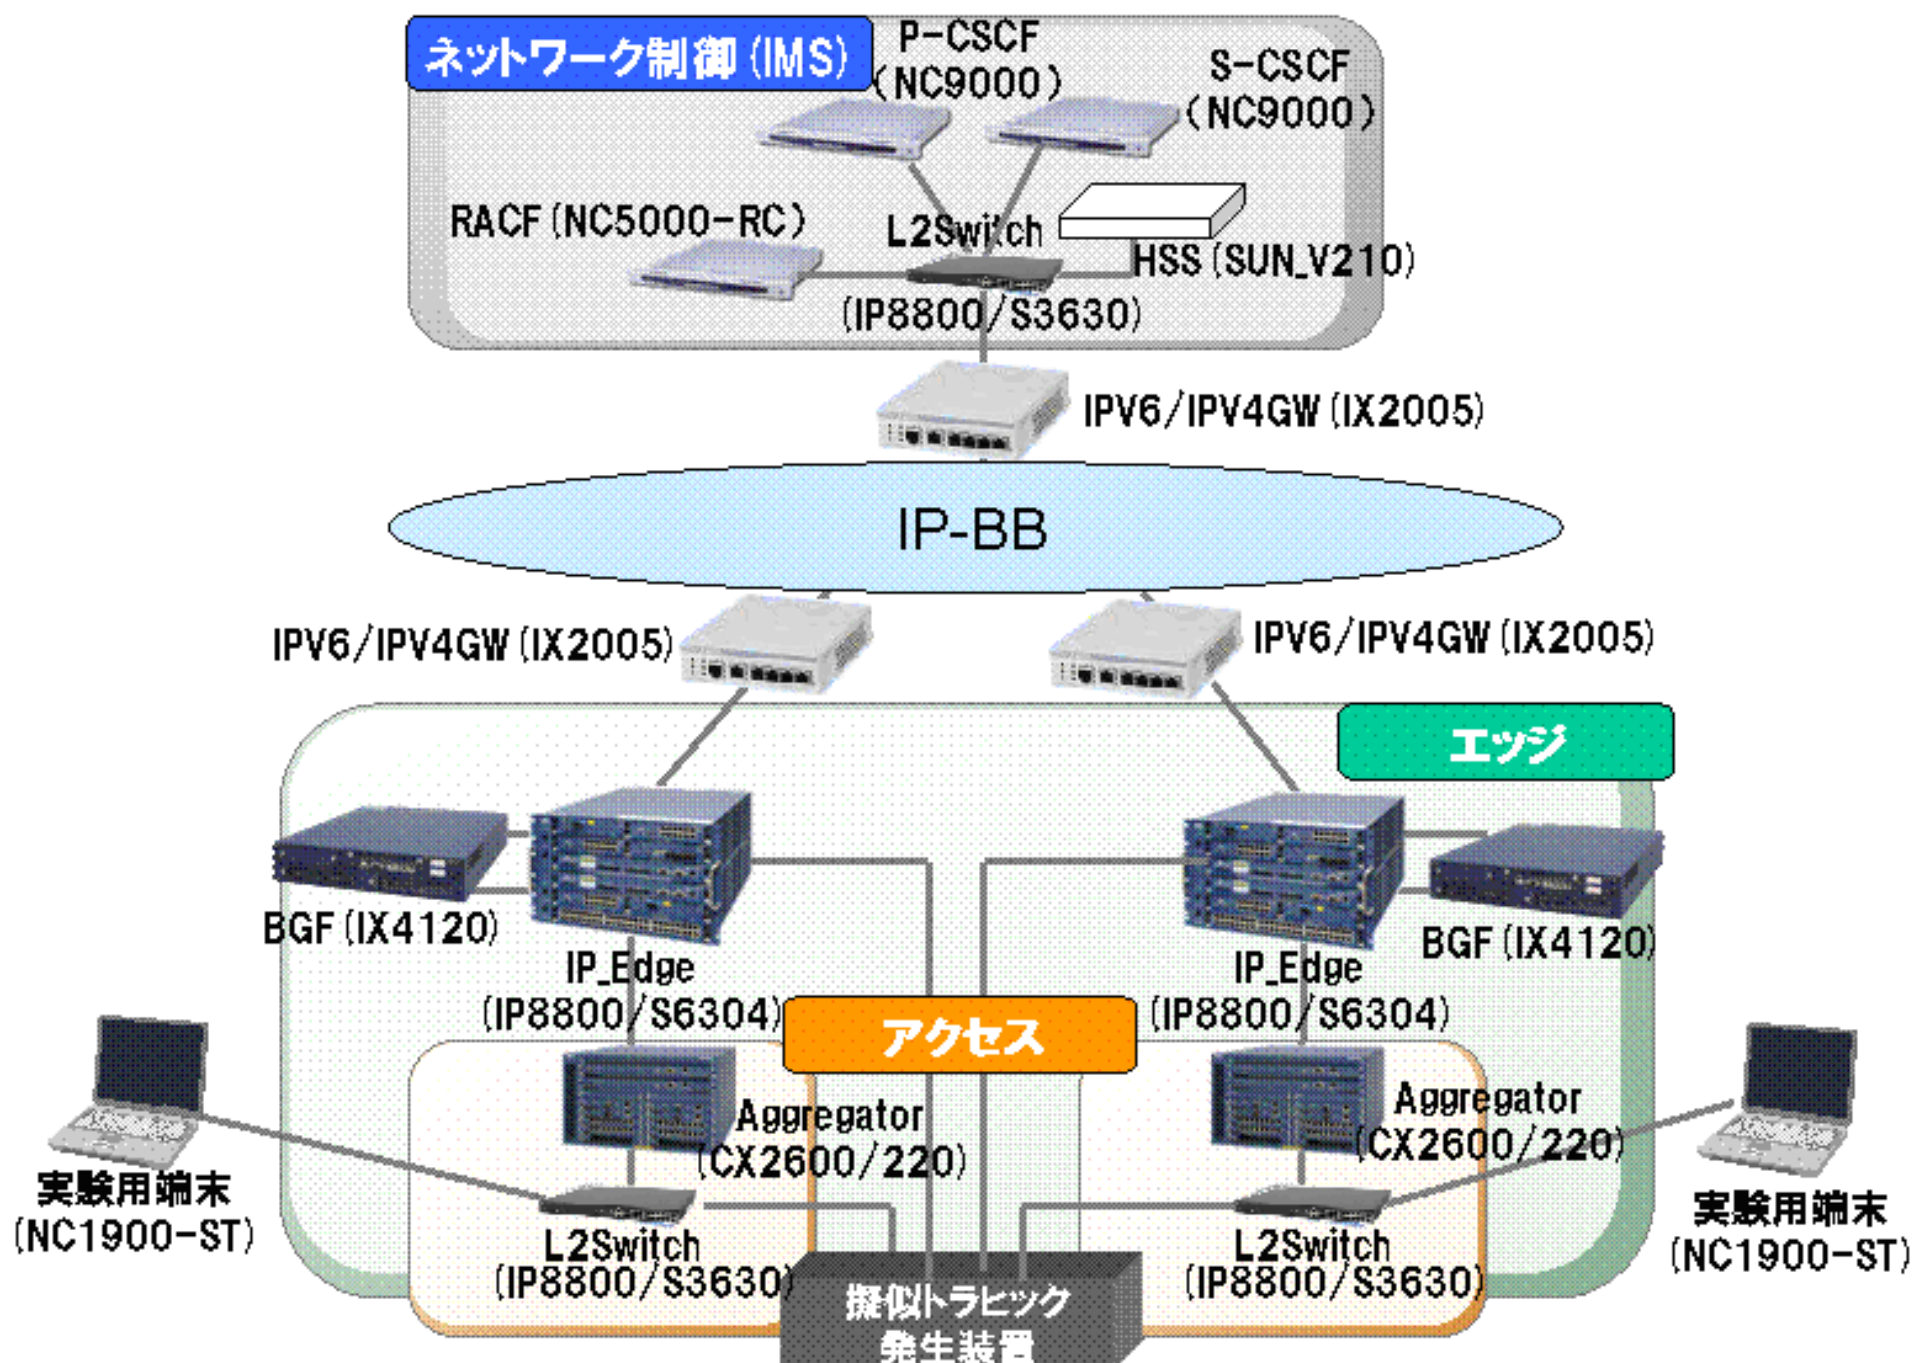 ネットワーク制御(IMS)
P-CSCF
(NC9000)
S-CSCF
(NC9000)
RACF(NC5000-RC)
L2Switch
(IP8800/S3630)
HSS(SUN_V210)
IPV6/IPV4GW(IX2005)
IP-BB
IPV6/IPV4GW(IX2005)
IPV6/IPV4GW(IX2005)
エッジ
BGF(IX4120)
IP_Edge
(IP8800/S6304)
IP_Edge
(IP8800/S6304)
BGF(IX4120)
アクセス
Aggregator
(CX2600/220)
Aggregator
(CX2600/220)
実験用端末
(NC1900-ST)
L2Switch
(IP8800/S3630)
L2Switch
(IP8800/S3630)
実験用端末
(NC1900-ST)
擬似トラヒック
発生装置